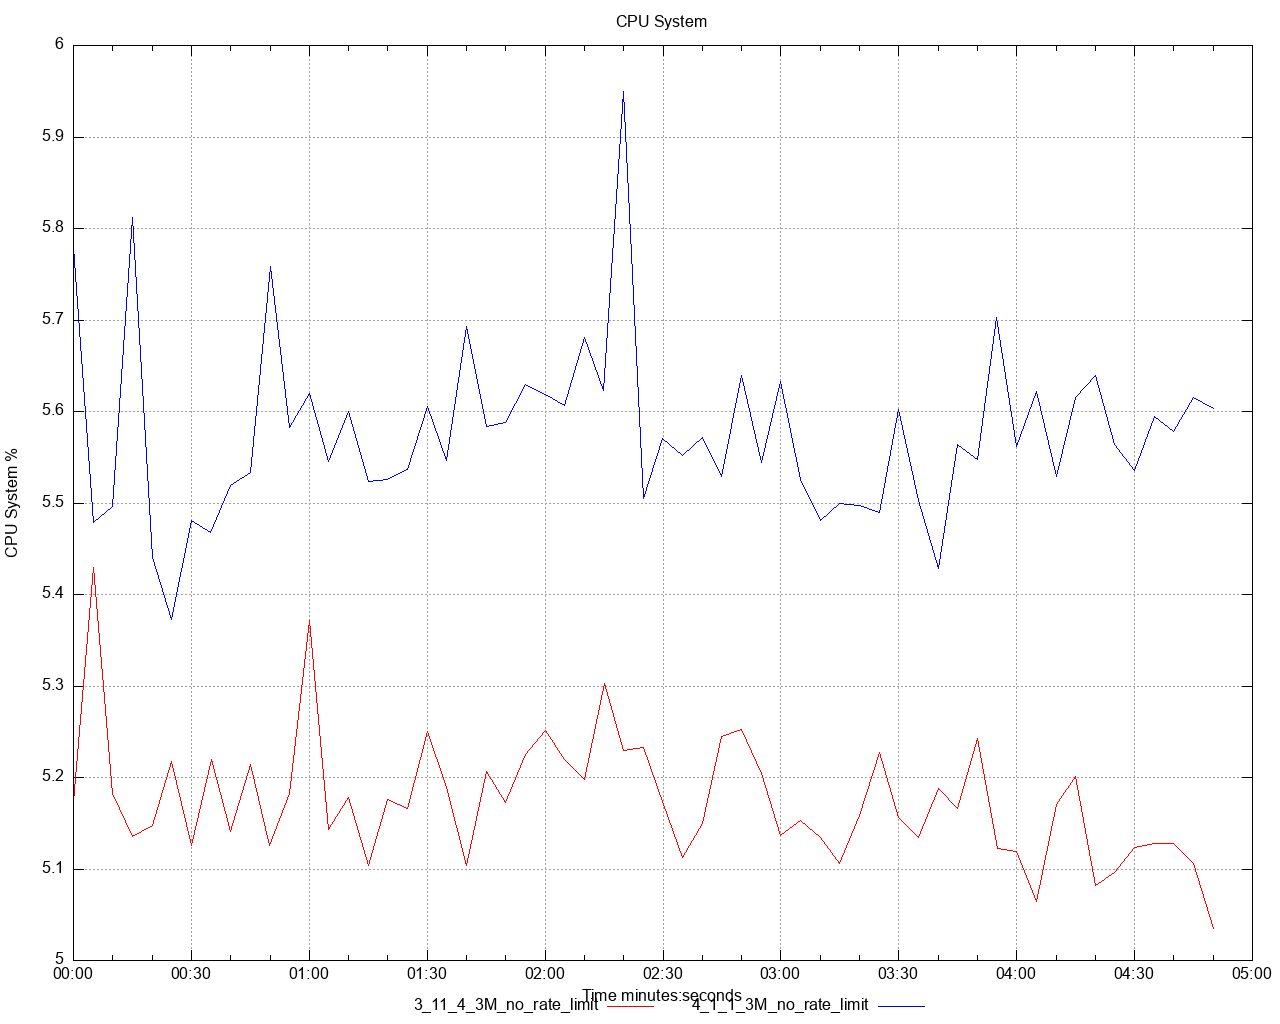 CPU System
6
5.9
5.8
5.7
5.6
5.5
5.4
5.3
5.2
5.1
5
CPU System %
00:00 00:30 01:00 01:30 02:00 02:30 03:00 03:30 04:00 04:30 05:00
Time minutes:seconds
3_11_4_3M_no_rate_limit 4_1_1_3M_no_rate_limit